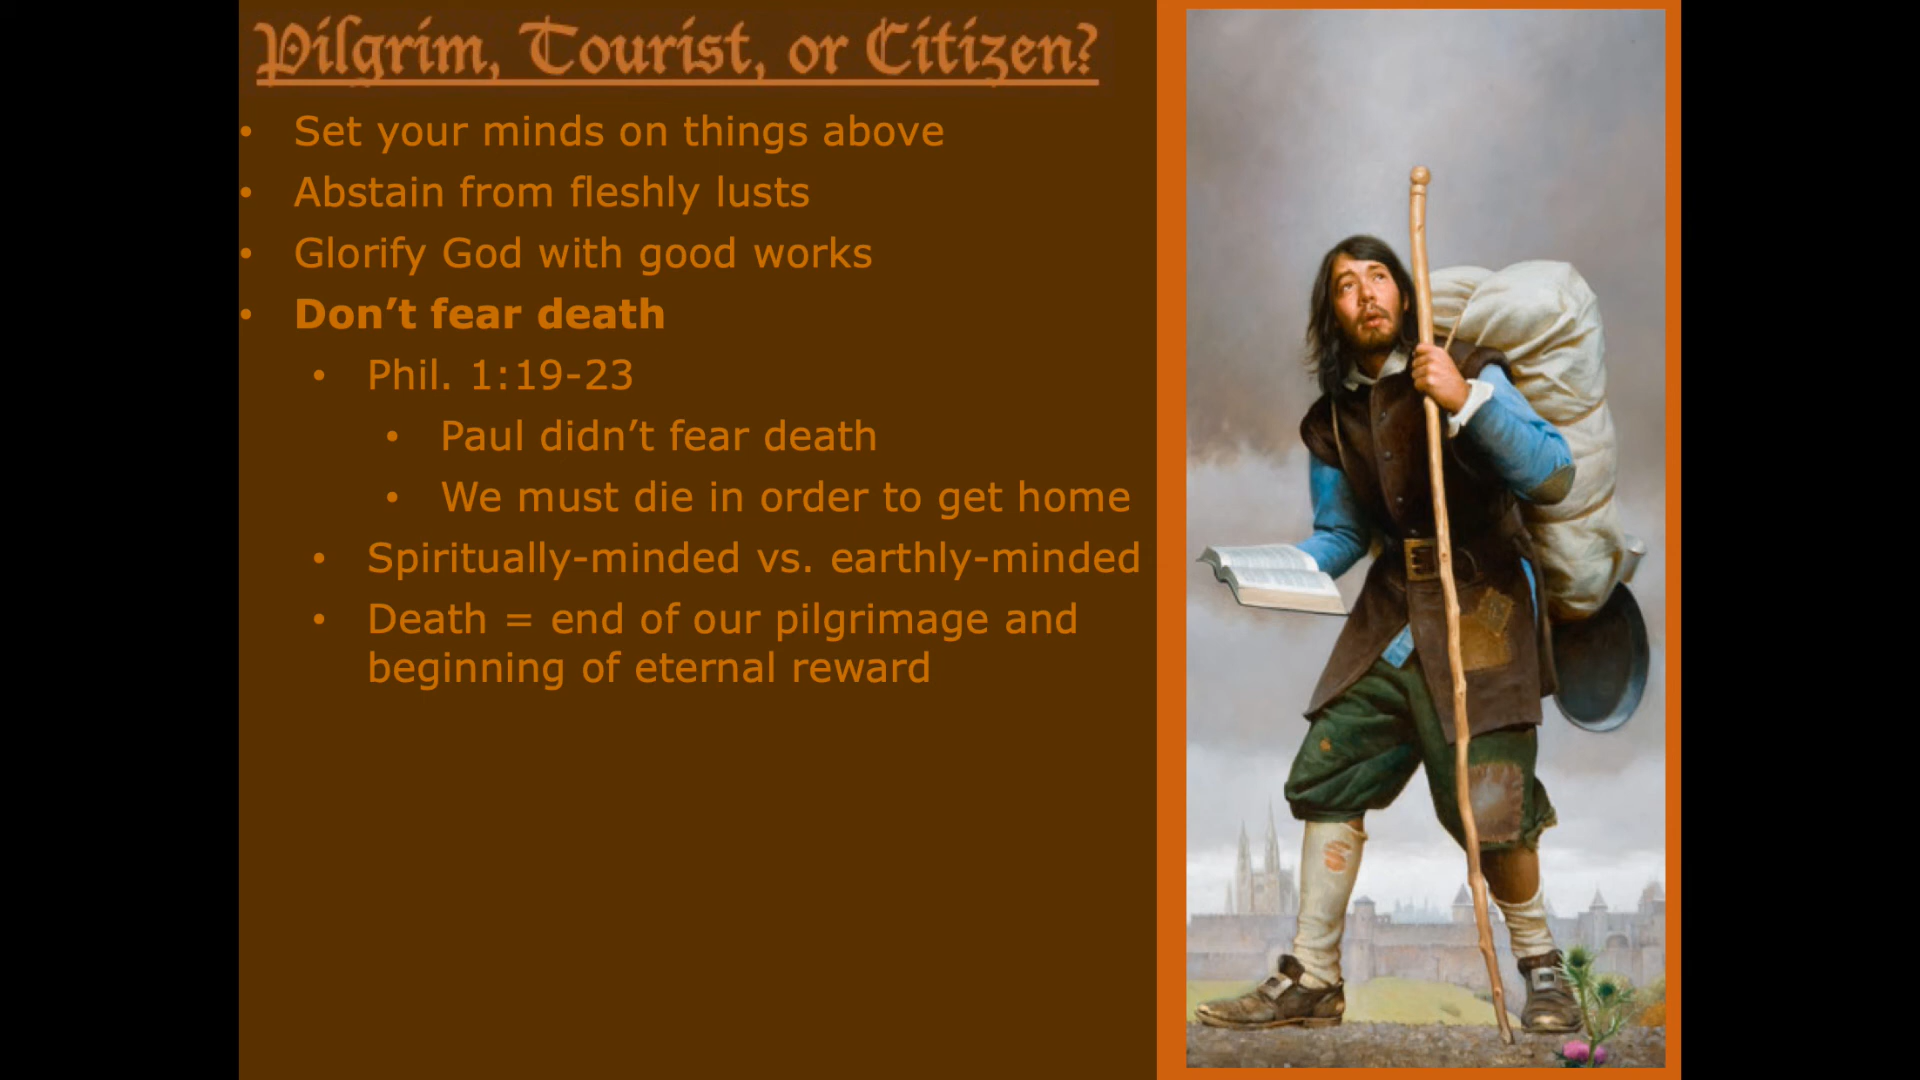 Pilgrim, Tourist, or Citizen?
• Set your minds on things above
• Abstain from fleshly lusts
• Glorify God with good works
• Don’t fear death
• Phil. 1:19-23
• Paul didn’t fear death
• We must die in order to get home
• Spiritually-minded vs. earthly-minded
• Death = end of our pilgrimage and
beginning of eternal reward